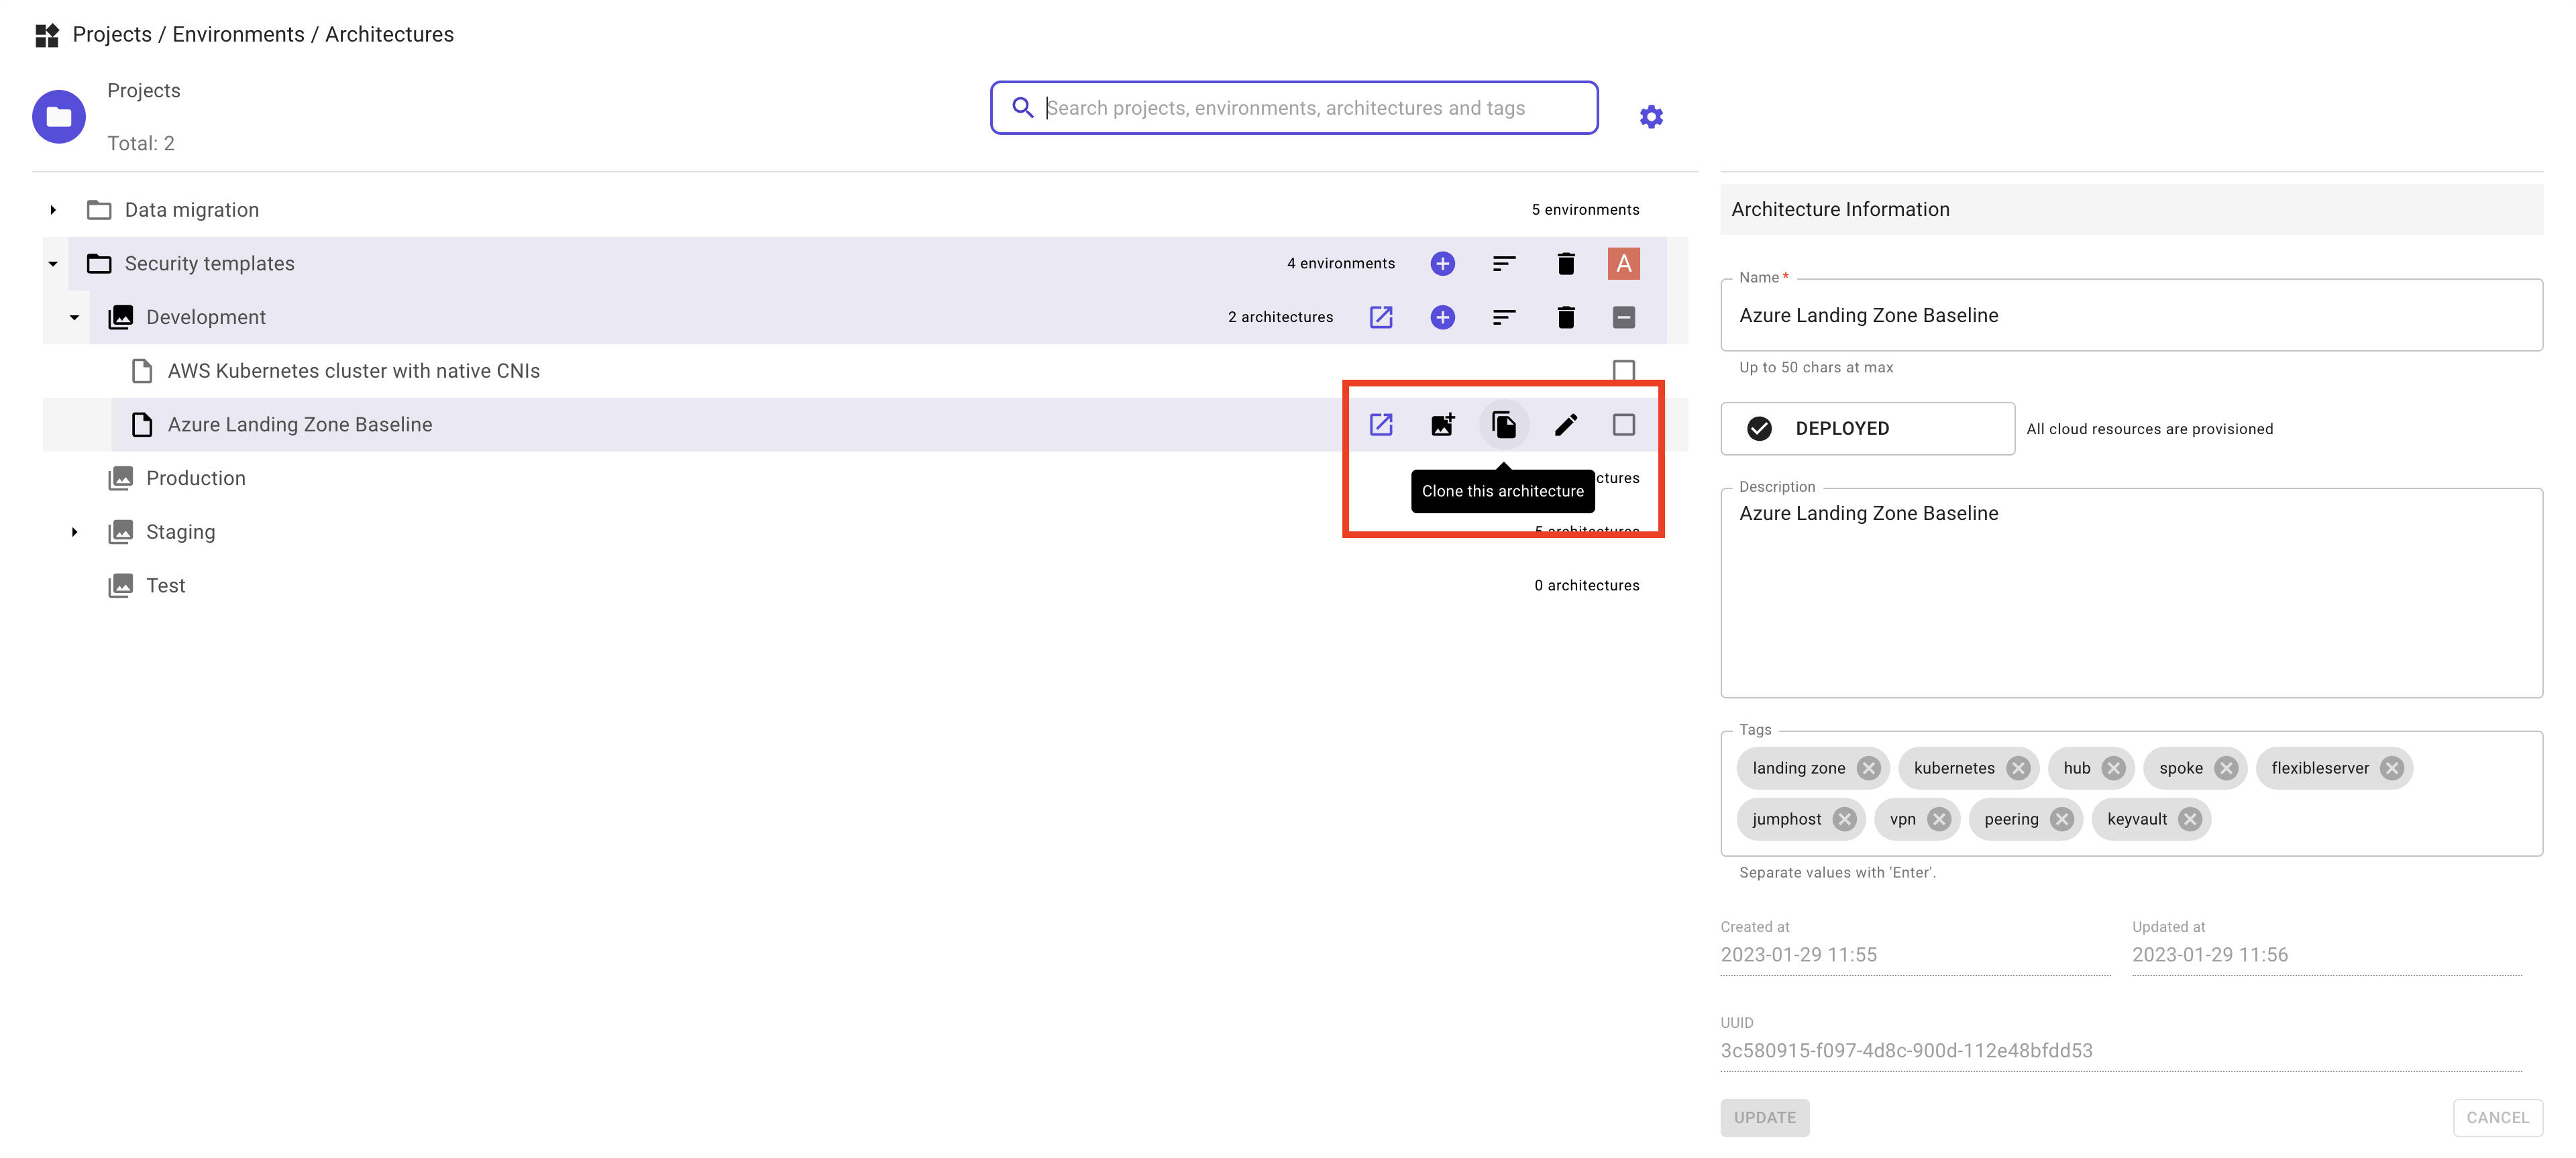 Projects / Environments / Architectures
Projects
Total: 2
Search projects, environments, architectures and tags
Data migration
5 environments
Security templates
4 environments
A
Development
2 architectures
AWS Kubernetes cluster with native CNIs
Azure Landing Zone Baseline
Clone this architecture
Production
ctures
Staging
5 architectures
Test
0 architectures
Architecture Information
Name *
Azure Landing Zone Baseline
Up to 50 chars at max
DEPLOYED
All cloud resources are provisioned
Description
Azure Landing Zone Baseline
Tags
landing zone kubernetes hub spoke flexibleserver
jumphost vpn peering keyvault
Separate values with 'Enter'.
Created at
2023-01-29 11:55
Updated at
2023-01-29 11:56
UUID
3c580915-f097-4d8c-900d-112e48bfdd53
UPDATE
CANCEL